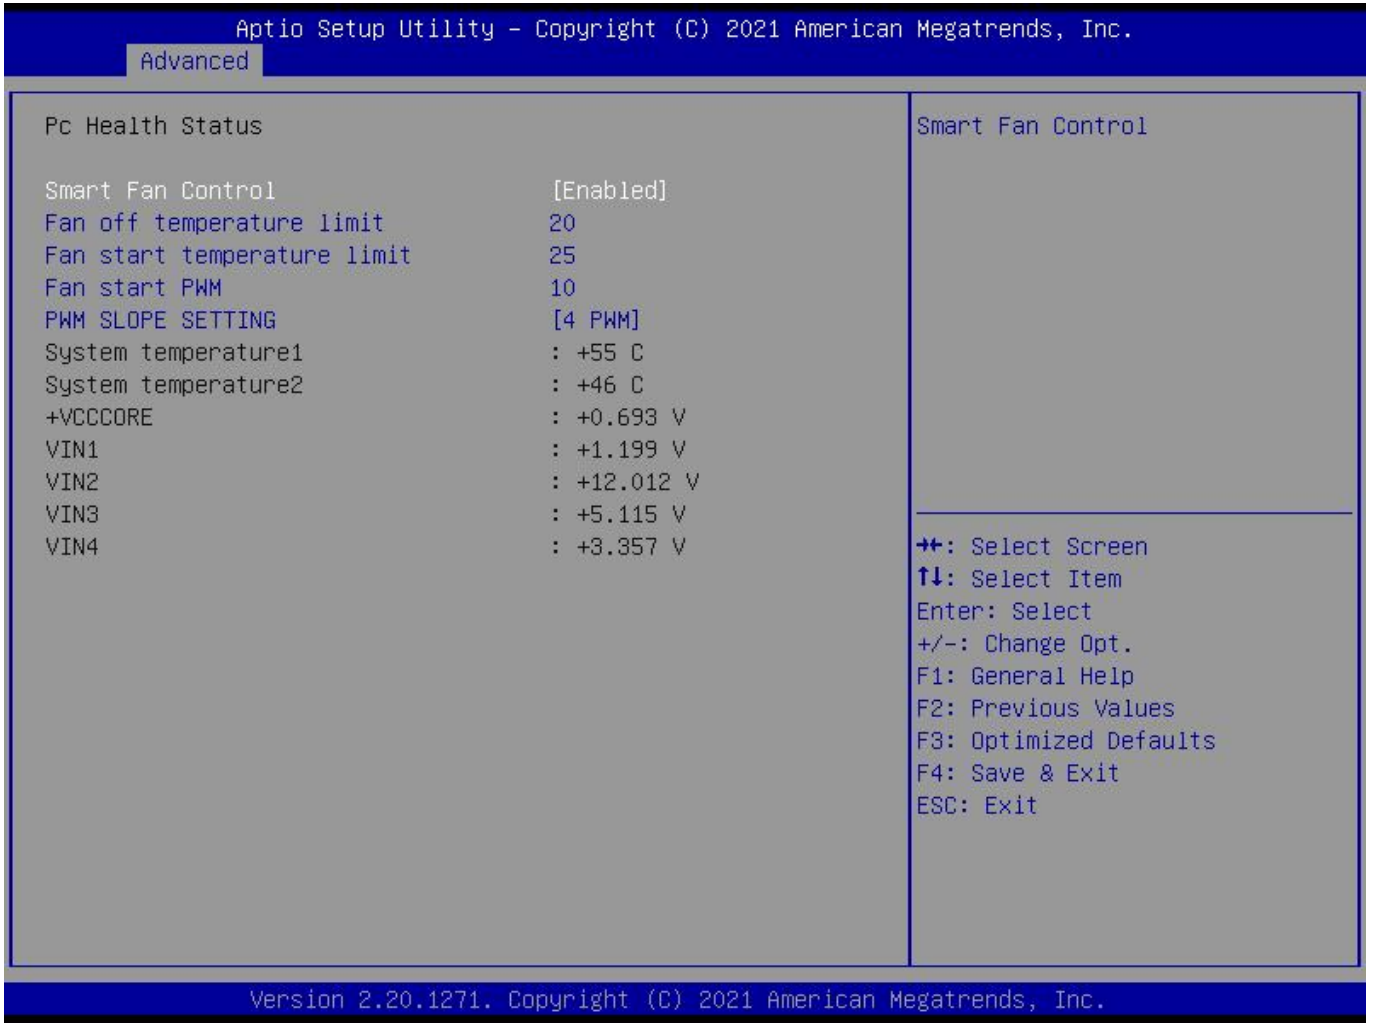 Aptio Setup Utility – Copyright (C) 2021 American Megatrends, Inc.
Advanced
Pc Health Status
Smart Fan Control [Enabled]
Fan off temperature limit 20
Fan start temperature limit 25
Fan start PWM 10
PWM SLOPE SETTING [4 PWM]
System temperature1 : +55 C
System temperature2 : +46 C
+VCCCORE : +0.693 V
VIN1 : +1.199 V
VIN2 : +12.012 V
VIN3 : +5.115 V
VIN4 : +3.357 V
Smart Fan Control
→←: Select Screen
↑↓: Select Item
Enter: Select
+/-: Change Opt.
F1: General Help
F2: Previous Values
F3: Optimized Defaults
F4: Save & Exit
ESC: Exit
Version 2.20.1271. Copyright (C) 2021 American Megatrends, Inc.